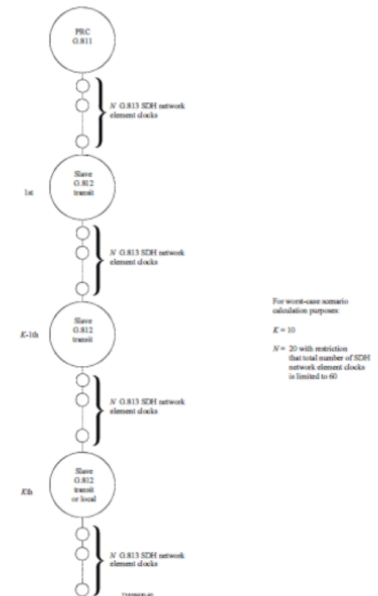 PRC
G.811
N G.813 SDH network
element clocks
Slave
G.812
transit
1st
N G.813 SDH network
element clocks
Slave
G.812
transit
K-1th
For worst-case scenario
calculation purposes:
K = 10
N = 20 with restriction
that total number of SDH
network element clocks
is limited to 60
N G.813 SDH network
element clocks
Slave
G.812
transit
or local
Kth
N G.813 SDH network
element clocks